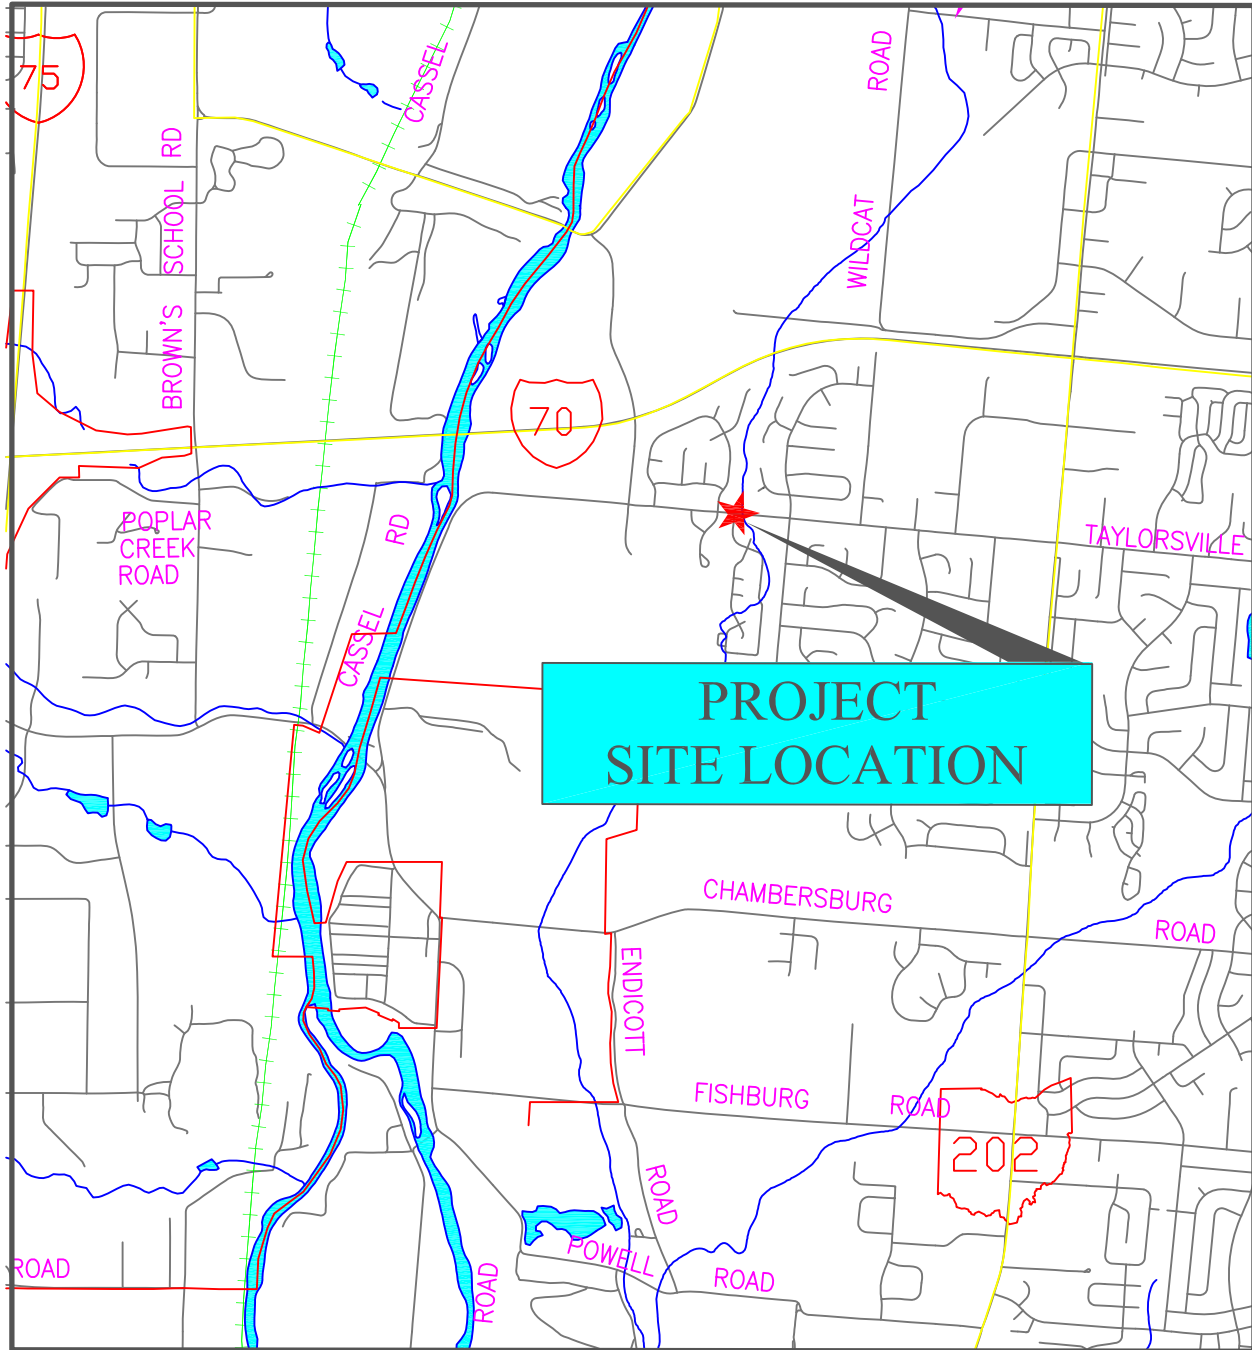 75
CASSEL
ROAD
WILDCAT
BROWN'S SCHOOL RD
70
POPLAR
CREEK
ROAD
RD
CASSEL
TAYLORSVILLE
PROJECT
SITE LOCATION
CHAMBERSBURG
ROAD
ENDICOTT
FISHBURG
ROAD
202
ROAD
POWELL
ROAD
ROAD
ROAD